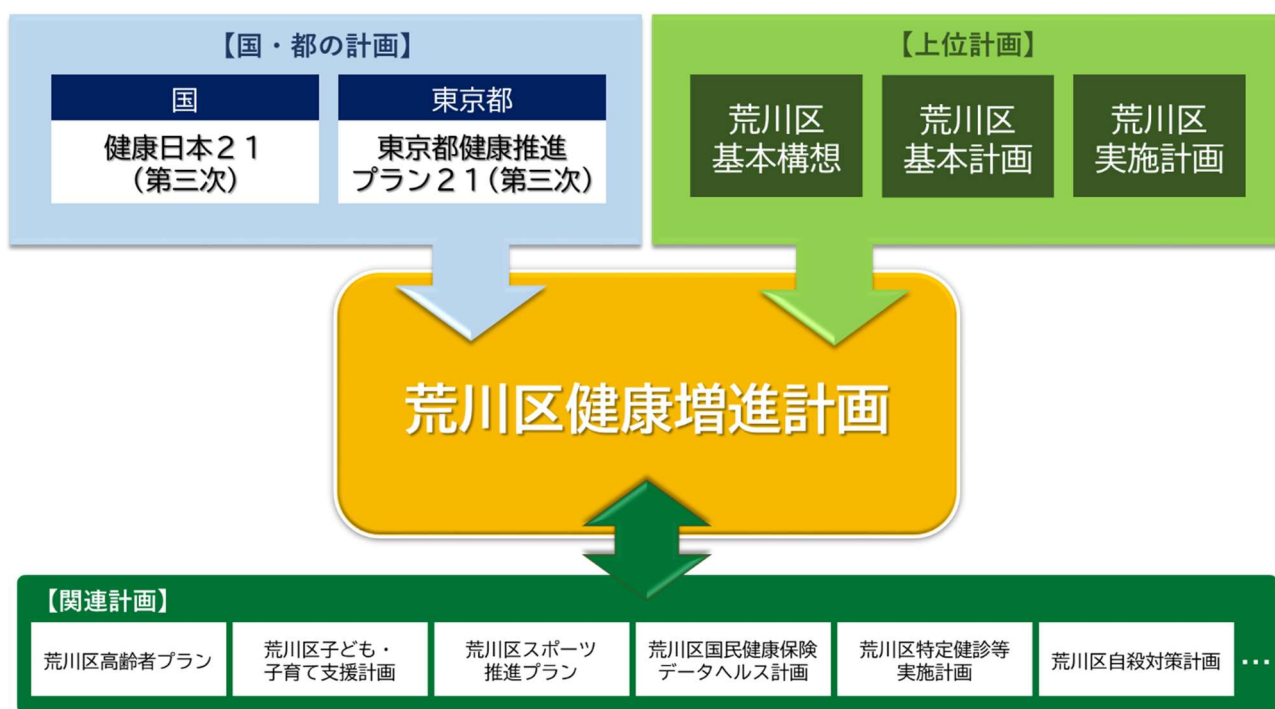 【国・都の計画】
国
健康日本２１
（第三次）
東京都
東京都健康推進
プラン２１（第三次）
【上位計画】
荒川区
基本構想
荒川区
基本計画
荒川区
実施計画
荒川区健康増進計画
【関連計画】
荒川区高齢者プラン
荒川区子ども・
子育て支援計画
荒川区スポーツ
推進プラン
荒川区国民健康保険
データヘルス計画
荒川区特定健診等
実施計画
荒川区自殺対策計画
…